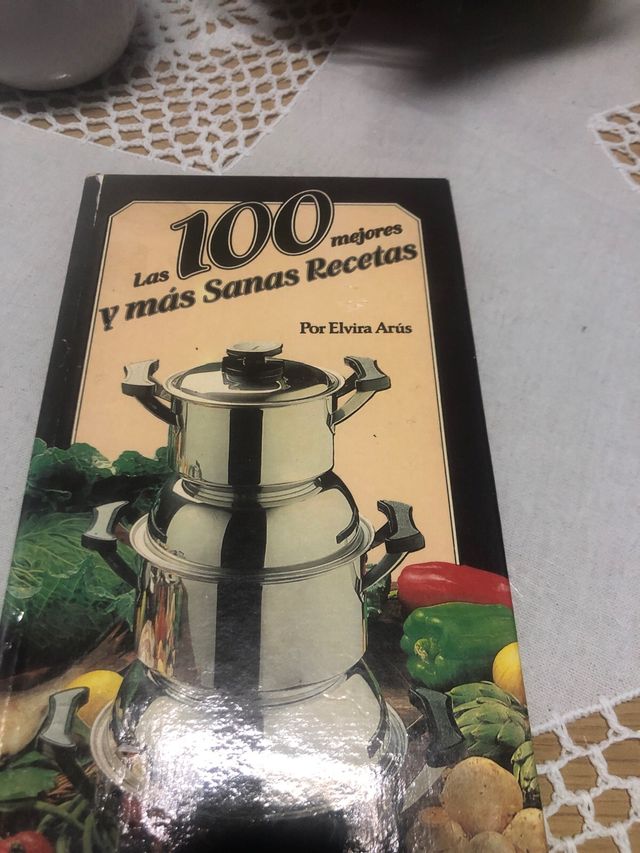 Las 100 mejores
y más Sanas Recetas
Por Elvira Arús